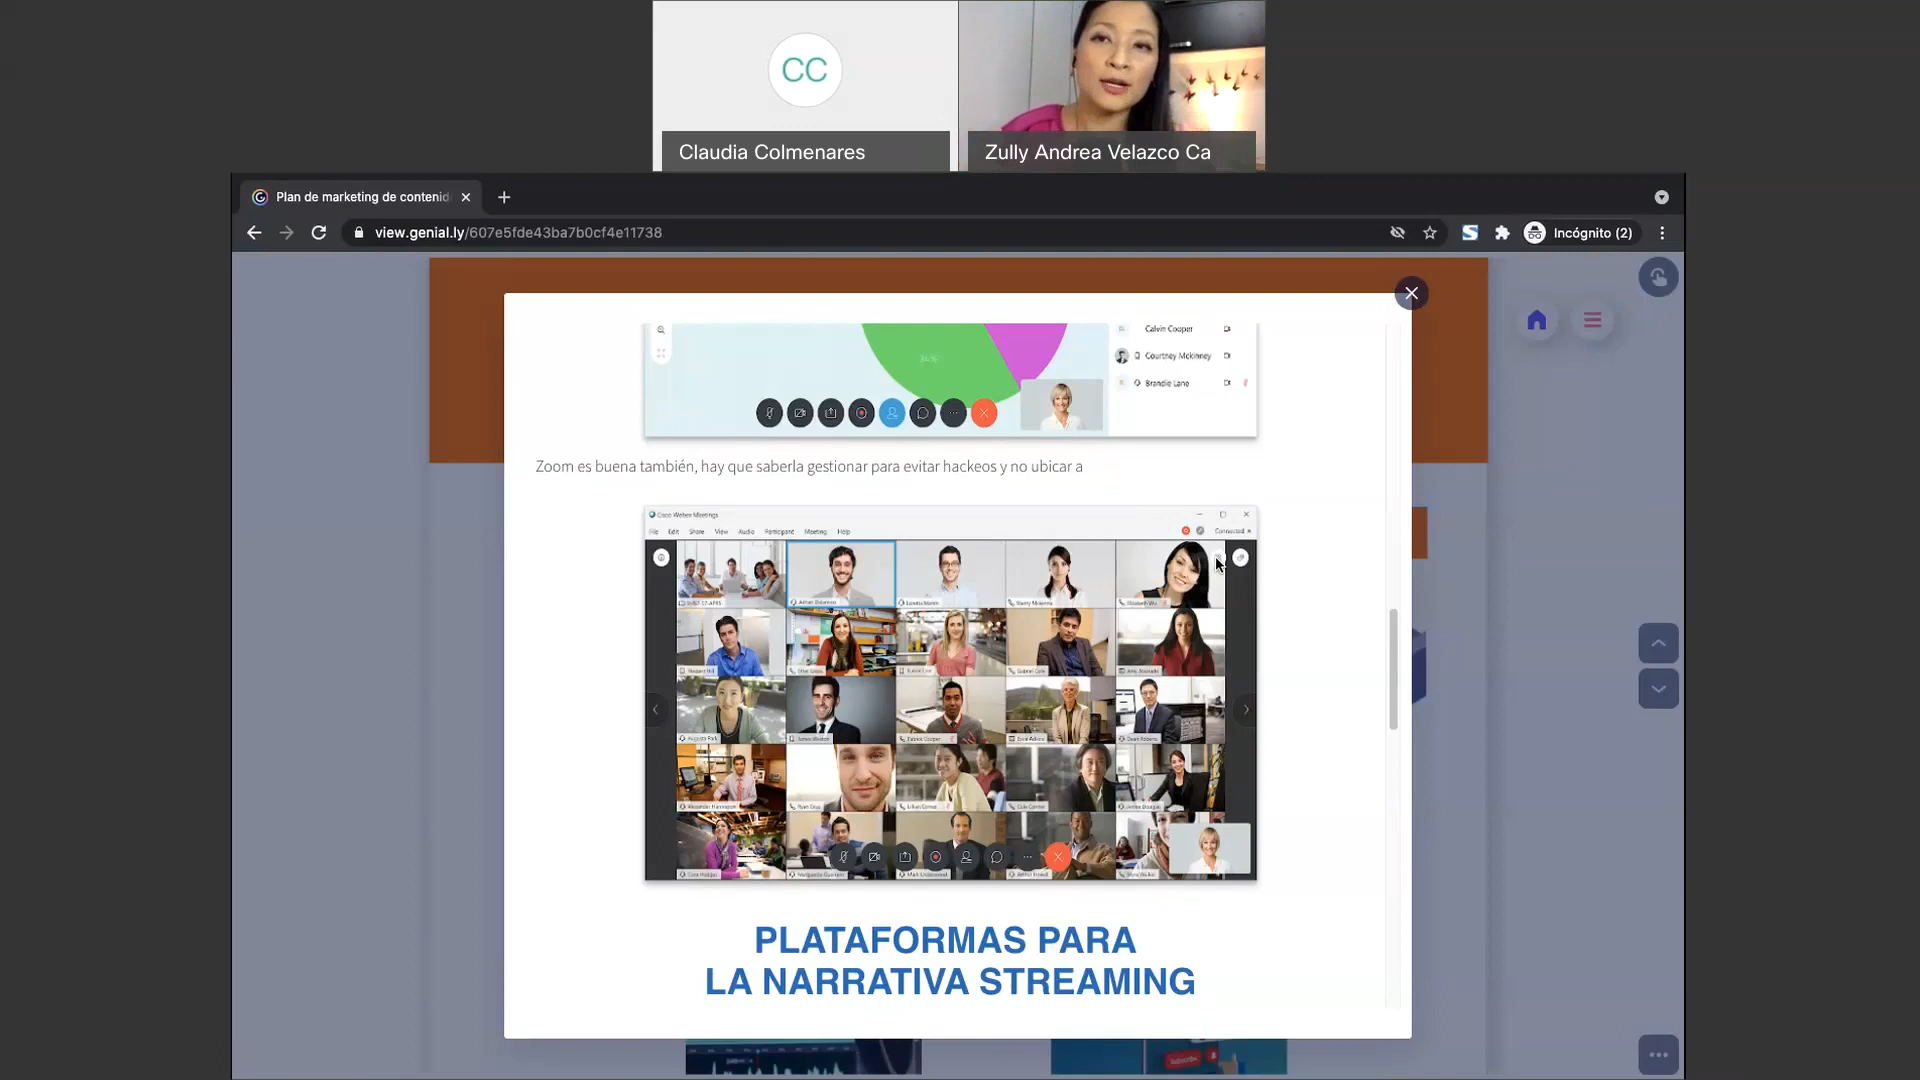 CC
Claudia Colmenares
Zully Andrea Velazco Ca
Plan de marketing de contenid
view.genial.ly/607e5fde43ba7b0cf4e11738
Incógnito (2)
34%
Calvin Cooper
Courtney Mckinney
Brandie Lane
Zoom es buena también, hay que saberla gestionar para evitar hackeos y no ubicar a
Cisco Webex Meetings
File Edit Share View Audio Participant Meeting Help
Connected
PLATAFORMAS PARA
LA NARRATIVA STREAMING
Subscribe